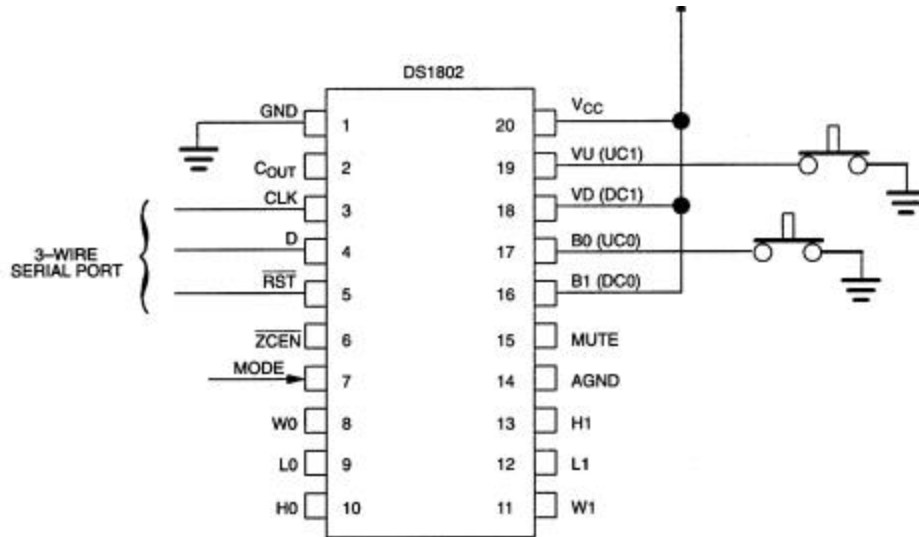 DS1802
GND
1
COUT
2
CLK
3
D
4
RST
5
3–WIRE
SERIAL PORT
ZCEN
6
MODE
7
W0
8
L0
9
H0
10
20
VCC
19
VU (UC1)
18
VD (DC1)
17
B0 (UC0)
16
B1 (DC0)
15
MUTE
14
AGND
13
H1
12
L1
11
W1